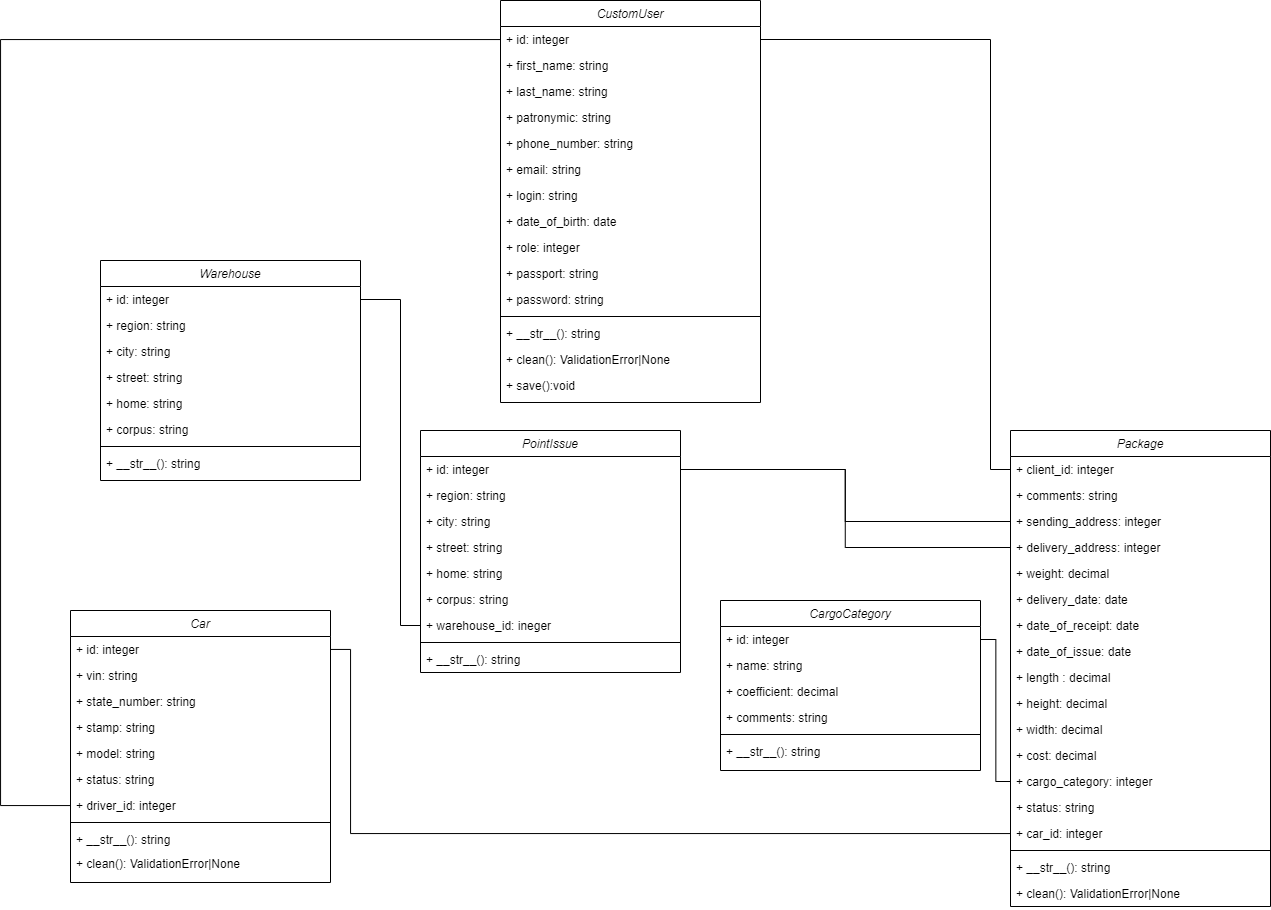 CustomUser
+ id: integer
+ first_name: string
+ last_name: string
+ patronymic: string
+ phone_number: string
+ email: string
+ login: string
+ date_of_birth: date
+ role: integer
+ passport: string
+ password: string
+ __str__(): string
+ clean(): ValidationError|None
+ save():void
Warehouse
+ id: integer
+ region: string
+ city: string
+ street: string
+ home: string
+ corpus: string
+ __str__(): string
PointIssue
+ id: integer
+ region: string
+ city: string
+ street: string
+ home: string
+ corpus: string
+ warehouse_id: ineger
+ __str__(): string
Package
+ client_id: integer
+ comments: string
+ sending_address: integer
+ delivery_address: integer
+ weight: decimal
+ delivery_date: date
+ date_of_receipt: date
+ date_of_issue: date
+ length : decimal
+ height: decimal
+ width: decimal
+ cost: decimal
+ cargo_category: integer
+ status: string
+ car_id: integer
+ __str__(): string
+ clean(): ValidationError|None
CargoCategory
+ id: integer
+ name: string
+ coefficient: decimal
+ comments: string
+ __str__(): string
Car
+ id: integer
+ vin: string
+ state_number: string
+ stamp: string
+ model: string
+ status: string
+ driver_id: integer
+ __str__(): string
+ clean(): ValidationError|None